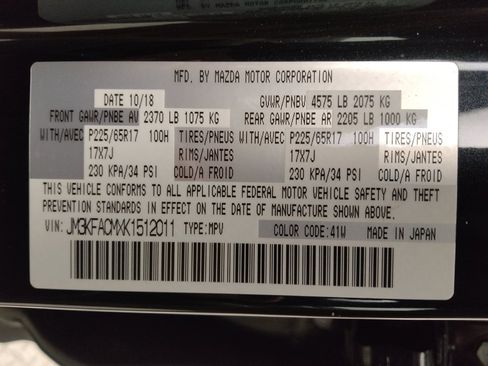 MFD. BY MAZDA MOTOR CORPORATION
DATE 10/18 GVWR/PNBV 4575 LB 2075 KG
FRONT GAWR/PNBE AV 2370 LB 1075 KG REAR GAWR/PNBE AR 2205 LB 1000 KG
WITH/AVEC P225/65R17 100H TIRES/PNEUS WITH/AVEC P225/65R17 100H TIRES/PNEUS
17X7J RIMS/JANTES 17X7J RIMS/JANTES
230 KPA/34 PSI COLD/A FROID 230 KPA/34 PSI COLD/A FROID
THIS VEHICLE CONFORMS TO ALL APPLICABLE FEDERAL MOTOR VEHICLE SAFETY AND THEFT
PREVENTION STANDARDS IN EFFECT ON THE DATE OF MANUFACTURE SHOWN ABOVE.
VIN: JM3KFACMXK1512011 TYPE: MPV COLOR CODE: 41W MADE IN JAPAN